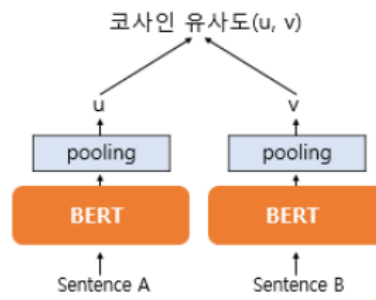 코사인 유사도(u, v)
u v
pooling pooling
BERT BERT
Sentence A Sentence B